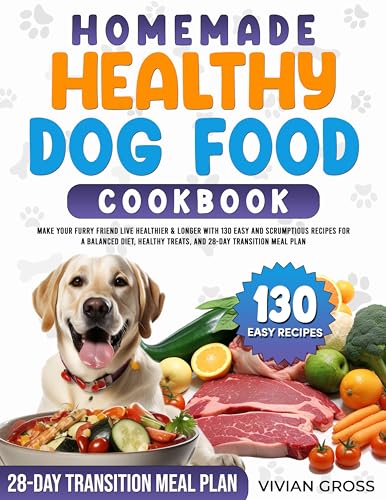 HOMEMADE
HEALTHY
DOG FOOD
COOKBOOK
MAKE YOUR FURRY FRIEND LIVE HEALTHIER & LONGER WITH 130 EASY AND SCRUMPTIOUS RECIPES FOR
A BALANCED DIET, HEALTHY TREATS, AND 28-DAY TRANSITION MEAL PLAN
130
EASY RECIPES
28-DAY TRANSITION MEAL PLAN
VIVIAN GROSS